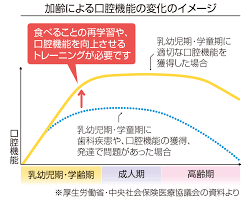 加齢による口腔機能の変化のイメージ
食べることの再学習や、
口腔機能を向上させる
トレーニングが必要です
乳幼児期・学童期に
適切な口腔機能を
獲得した場合
乳幼児期・学童期に
歯科疾患や、口腔機能の獲得、
発達で問題があった場合
口腔機能
乳幼児期・学齢期
成人期
高齢期
※厚生労働省・中央社会保険医療協議会の資料より